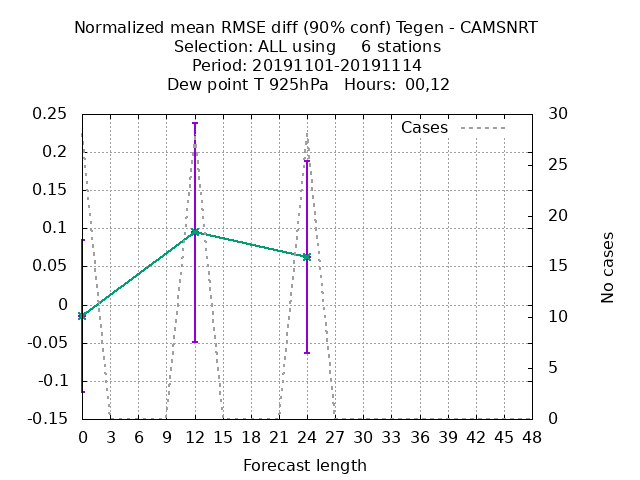 Normalized mean RMSE diff (90% conf) Tegen - CAMSNRT
Selection: ALL using     6 stations
Period: 20191101-20191114
Dew point T 925hPa   Hours:  00,12
Cases
0.25
0.2
0.15
0.1
0.05
0
-0.05
-0.1
-0.15
30
25
20
15
10
5
0
No cases
0 3 6 9 12 15 18 21 24 27 30 33 36 39 42 45 48
Forecast length